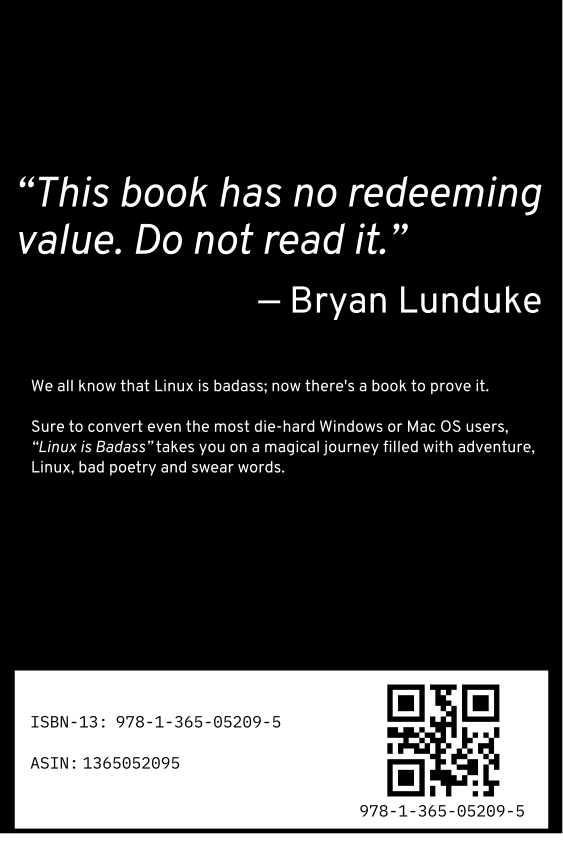 “This book has no redeeming
value. Do not read it.”
— Bryan Lunduke
We all know that Linux is badass; now there's a book to prove it.
Sure to convert even the most die-hard Windows or Mac OS users,
“Linux is Badass” takes you on a magical journey filled with adventure,
Linux, bad poetry and swear words.
ISBN-13: 978-1-365-05209-5
ASIN: 1365052095
978-1-365-05209-5